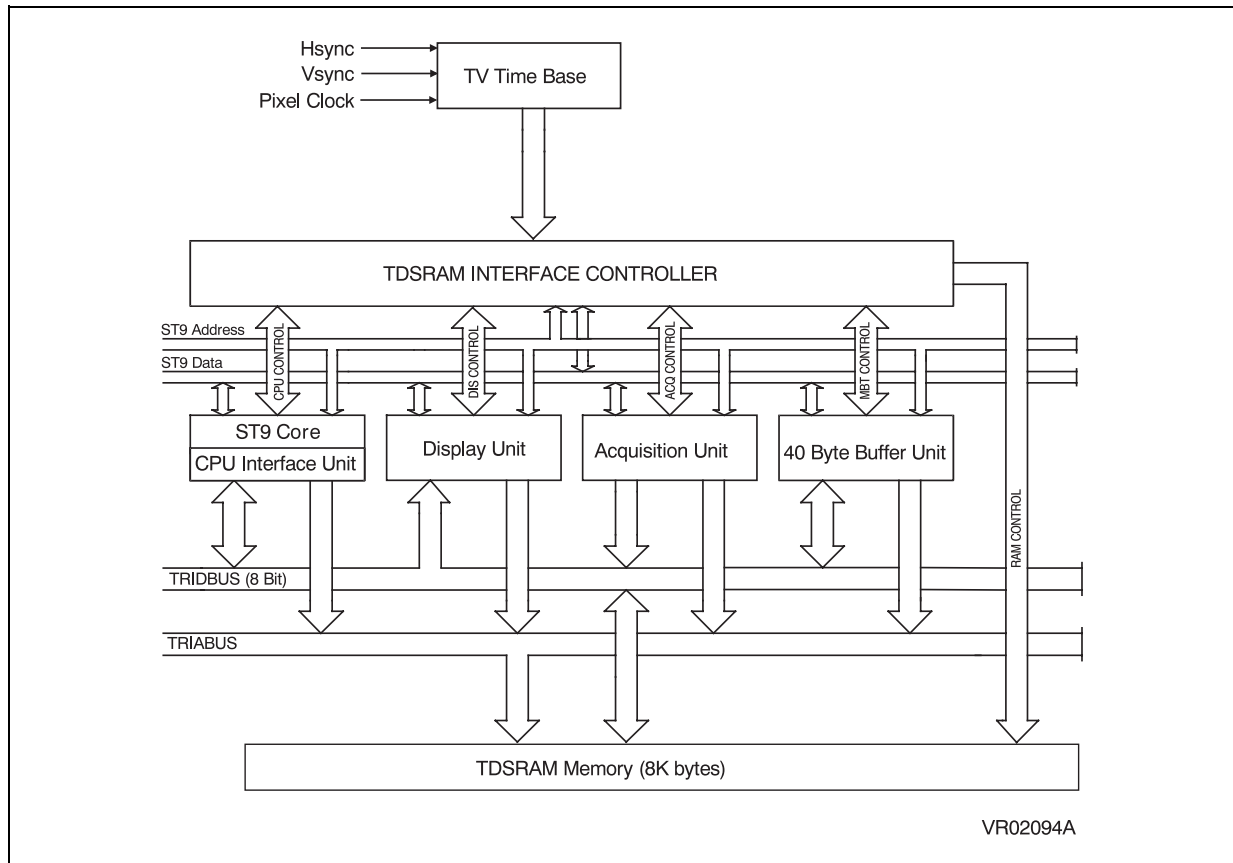 Hsync
Vsync
Pixel Clock
TV Time Base
TDSRAM INTERFACE CONTROLLER
ST9 Address
ST9 Data
CPU CONTROL
DIS CONTROL
ACQ CONTROL
MBT CONTROL
ST9 Core
CPU Interface Unit
Display Unit
Acquisition Unit
40 Byte Buffer Unit
RAM CONTROL
TRIDBUS (8 Bit)
TRIABUS
TDSRAM Memory (8K bytes)
VR02094A